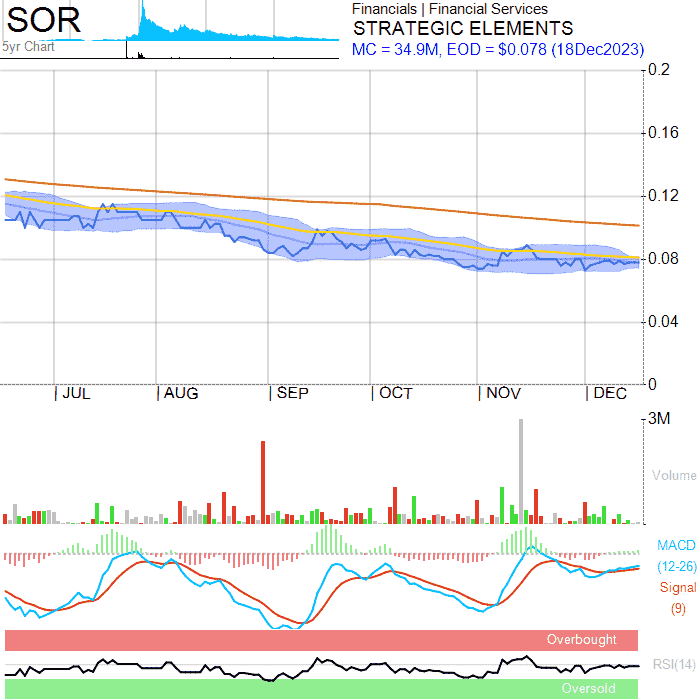 SOR
5yr Chart
Financials | Financial Services
STRATEGIC ELEMENTS
MC = 34.9M, EOD = $0.078 (18Dec2023)
0.2
0.16
0.12
0.08
0.04
0
| JUL | AUG | SEP | OCT | NOV | DEC
3M
Volume
MACD
(12-26)
Signal
(9)
Overbought
RSI(14)
Oversold